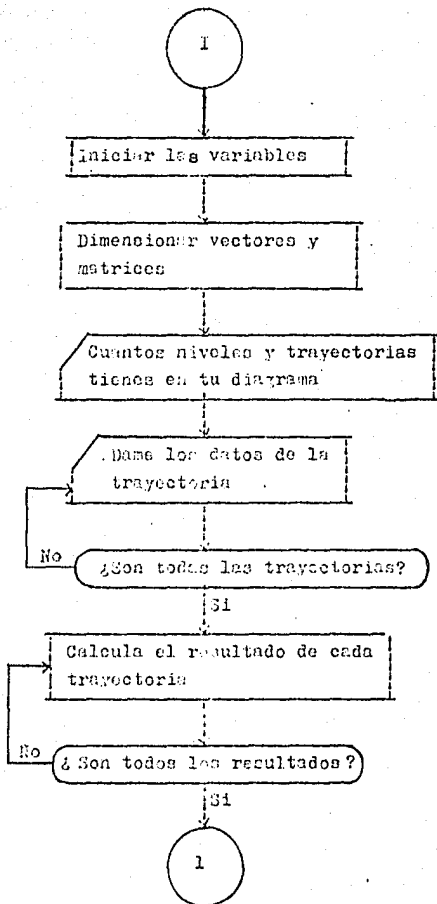 I
Iniciar las variables
Dimencionar vectores y
matrices
Cuantos niveles y trayectorias
tienes en tu diagrama
Dame los datos de la
trayectoria
No
¿Son todas las trayectorias?
Si
Calcula el resultado de cada
trayectoria
No
¿ Son todos los resultados?
Si
1